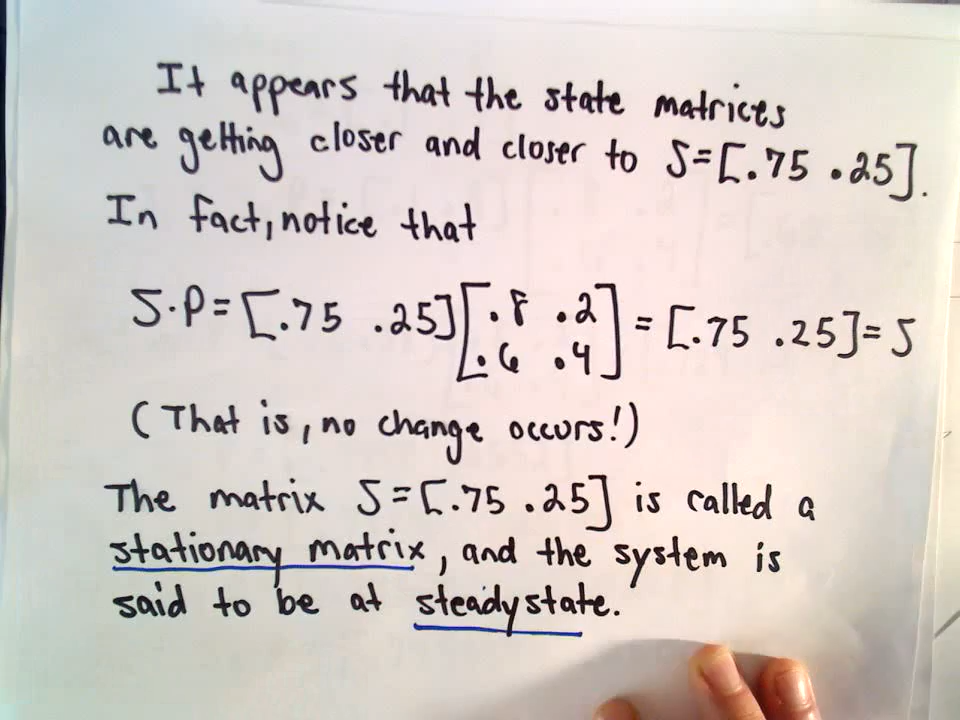 It appears that the state matrices
are getting closer and closer to S=[.75 .25].
In fact, notice that
S·P=[.75 .25][.8 .2
.6 .4]=[.75 .25]=S
(That is, no change occurs!)
The matrix S=[.75 .25] is called a
stationary matrix, and the system is
said to be at steady state.